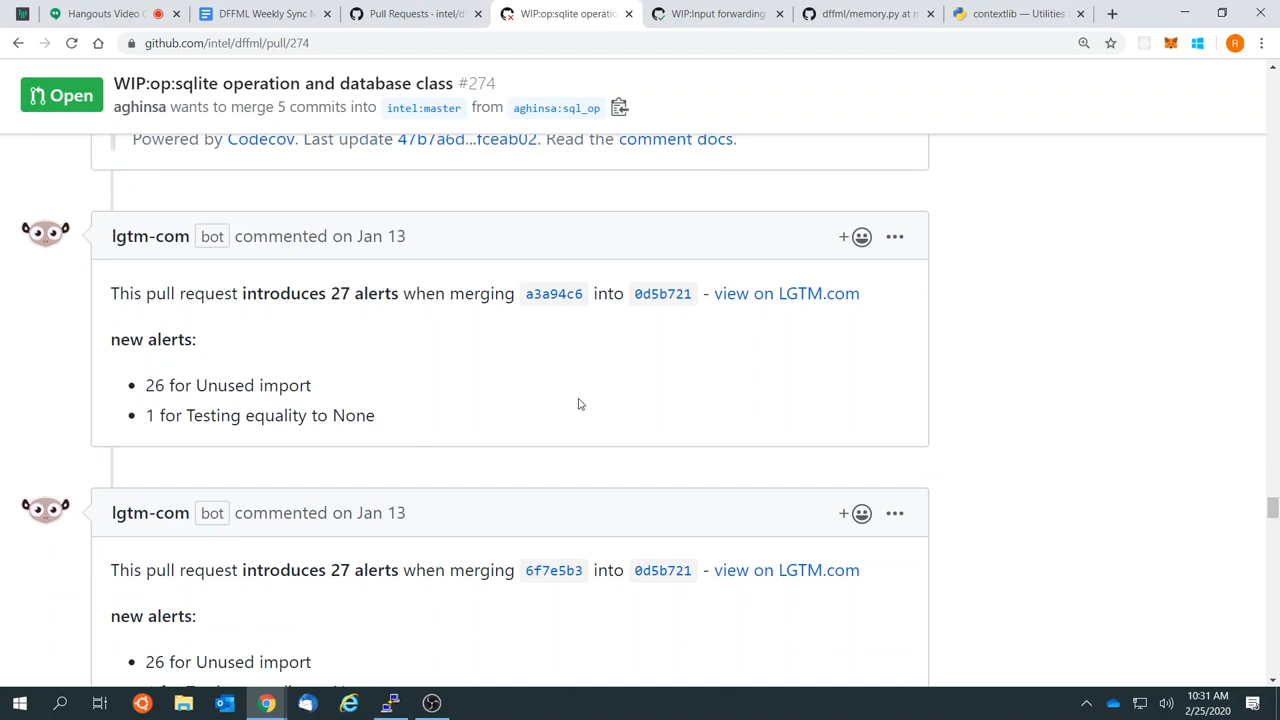 Hangouts Video C
DFFML Weekly Sync M
Pull Requests · intel/df
WIP:op:sqlite operatio
WIP:Input forwarding
dffml/memory.py at m
contextlib — Utilities
github.com/intel/dffml/pull/274
R
Open
WIP:op:sqlite operation and database class #274
aghinsa wants to merge 5 commits into intel:master from aghinsa:sql_op
Powered by Codecov. Last update 47b7a6d...fceab02. Read the comment docs.
lgtm-com bot commented on Jan 13
This pull request introduces 27 alerts when merging a3a94c6 into 0d5b721 - view on LGTM.com
new alerts:
• 26 for Unused import
• 1 for Testing equality to None
lgtm-com bot commented on Jan 13
This pull request introduces 27 alerts when merging 6f7e5b3 into 0d5b721 - view on LGTM.com
new alerts:
• 26 for Unused import
10:31 AM
2/25/2020